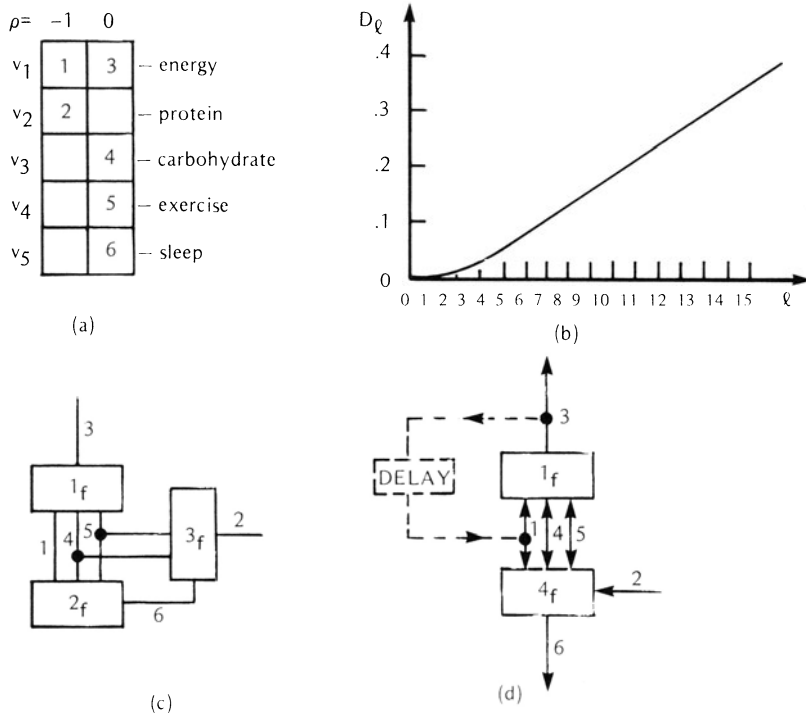 ρ= -1 0
v1 1 3 – energy
v2 2 – protein
v3 4 – carbohydrate
v4 5 – exercise
v5 6 – sleep
(a)
Dℓ
.4
.3
.2
.1
0
0 1 2 3 4 5 6 7 8 9 10 11 12 13 14 15 ℓ
(b)
3
1f
1 4 5
3f
2
2f
6
(c)
3
1f
DELAY
1 4 5
4f
2
6
(d)